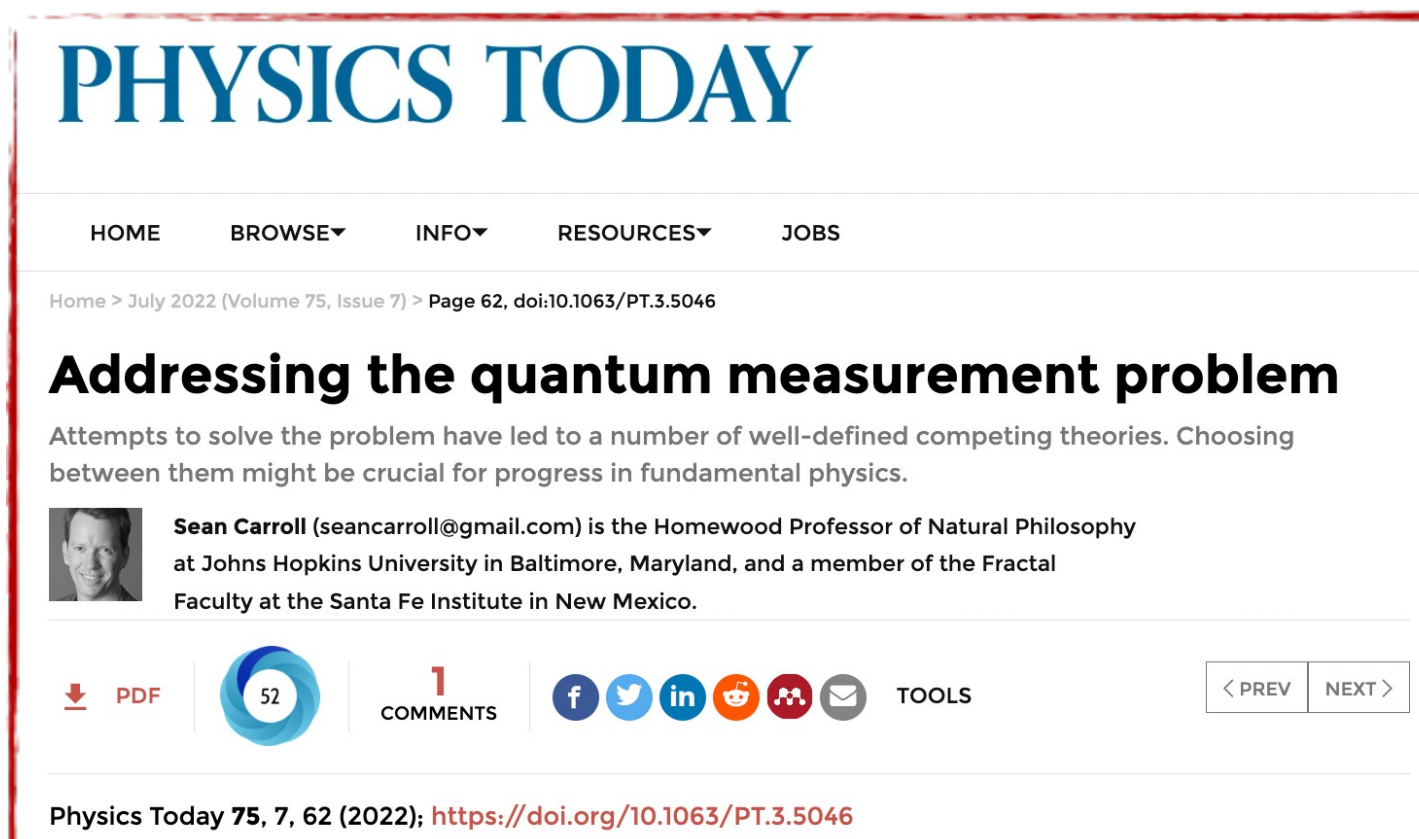 PHYSICS TODAY
HOME BROWSE INFO RESOURCES JOBS
Home > July 2022 (Volume 75, Issue 7) > Page 62, doi:10.1063/PT.3.5046
Addressing the quantum measurement problem
Attempts to solve the problem have led to a number of well-defined competing theories. Choosing
between them might be crucial for progress in fundamental physics.
Sean Carroll (seancarroll@gmail.com) is the Homewood Professor of Natural Philosophy
at Johns Hopkins University in Baltimore, Maryland, and a member of the Fractal
Faculty at the Santa Fe Institute in New Mexico.
PDF 52 1 COMMENTS f in TOOLS < PREV NEXT >
Physics Today 75, 7, 62 (2022); https://doi.org/10.1063/PT.3.5046